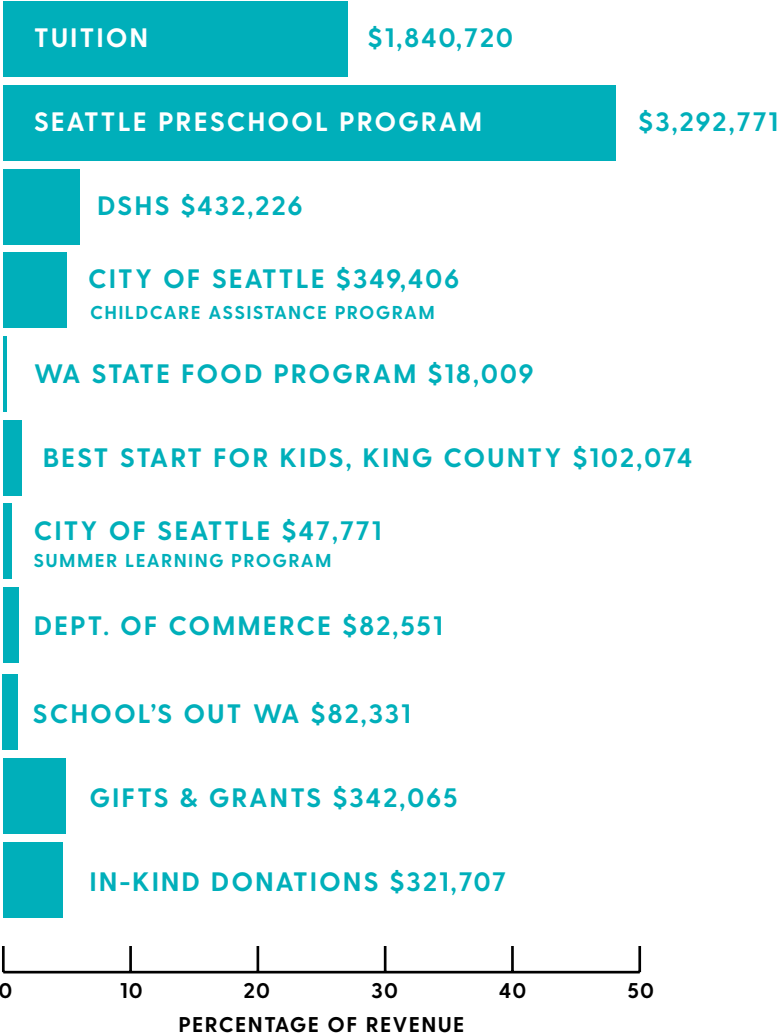 TUITION $1,840,720
SEATTLE PRESCHOOL PROGRAM $3,292,771
DSHS $432,226
CITY OF SEATTLE $349,406
CHILDCARE ASSISTANCE PROGRAM
WA STATE FOOD PROGRAM $18,009
BEST START FOR KIDS, KING COUNTY $102,074
CITY OF SEATTLE $47,771
SUMMER LEARNING PROGRAM
DEPT. OF COMMERCE $82,551
SCHOOL’S OUT WA $82,331
GIFTS & GRANTS $342,065
IN-KIND DONATIONS $321,707
0 10 20 30 40 50
PERCENTAGE OF REVENUE